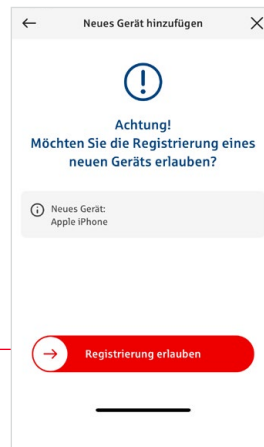 Neues Gerät hinzufügen
Achtung!
Möchten Sie die Registrierung eines
neuen Geräts erlauben?
Neues Gerät:
Apple iPhone
Registrierung erlauben